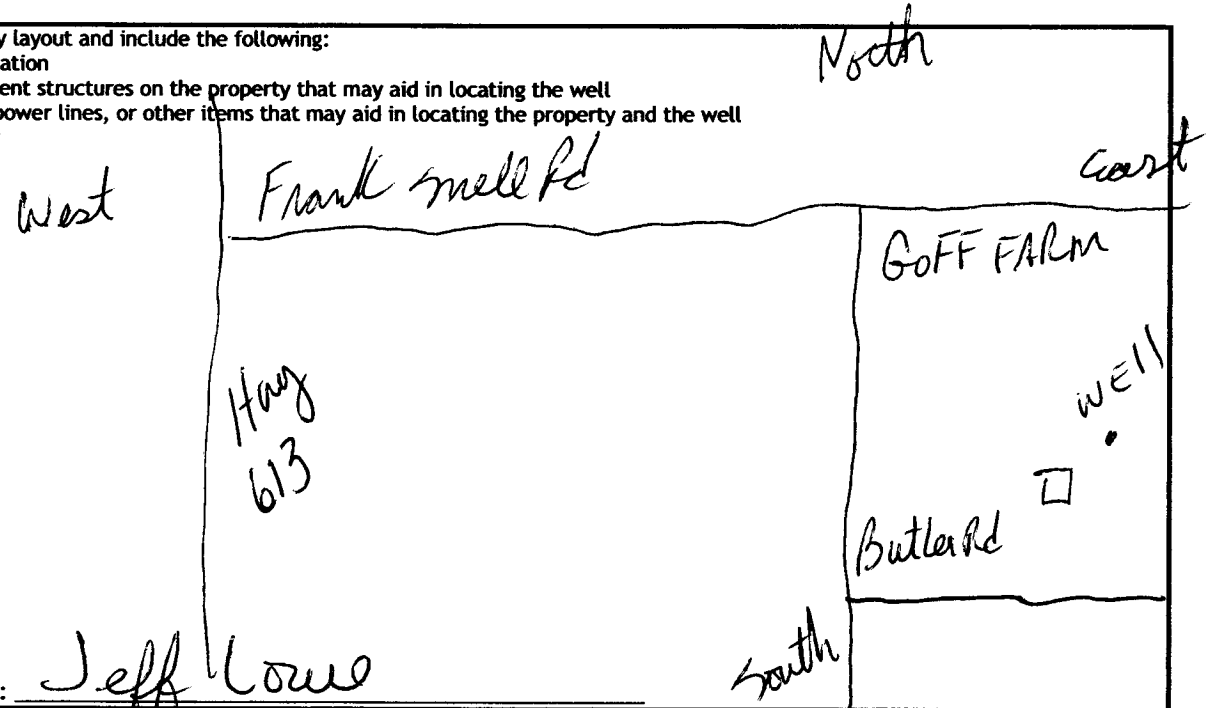 y layout and include the following:
ation
ent structures on the property that may aid in locating the well
power lines, or other items that may aid in locating the property and the well
North
West
Frank Smell Rd
East
GOFF FARM
Hwy
613
WEll
Butler Rd
South
: Jeff Lowe